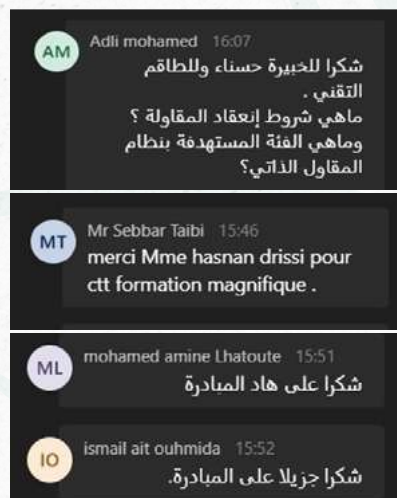 AM
Adli mohamed 16:07
شكرا للخبيرة حسناء وللطاقم
التقني .
ماهي شروط إنعقاد المقاولة ؟
وماهي الفئة المستهدفة بنظام
المقاول الذاتي؟
MT
Mr Sebbar Taibi 15:46
merci Mme hasnan drissi pour
ctt formation magnifique .
ML
mohamed amine Lhatoute 15:51
شكرا على هاد المبادرة
IO
ismail ait ouhmida 15:52
شكرا جزيلا على المبادرة.